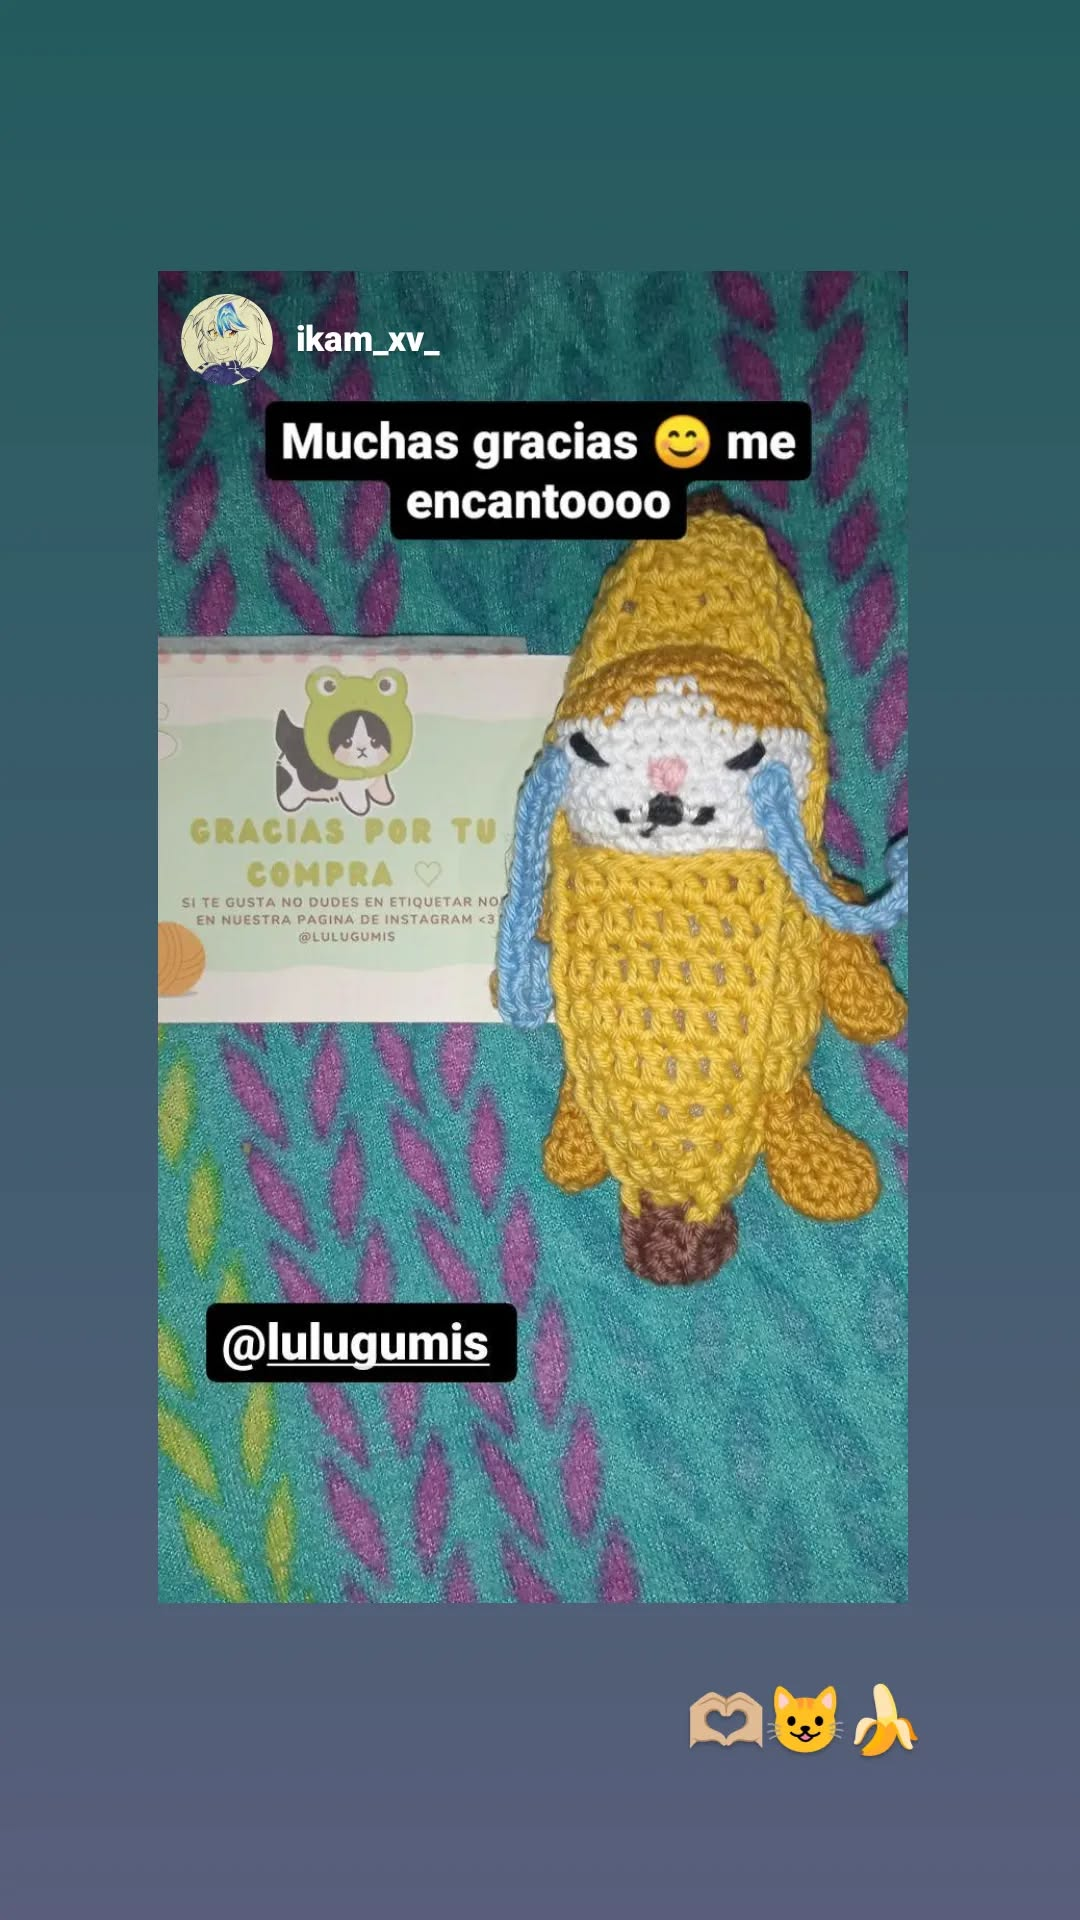 ikam_xv_
Muchas gracias 😊 me
encantoooo
GRACIAS POR TU
COMPRA ♡
SI TE GUSTA NO DUDES EN ETIQUETAR NO
EN NUESTRA PAGINA DE INSTAGRAM <3
@LULUGUMIS
@lulugumis
🫶🏼😺🍌